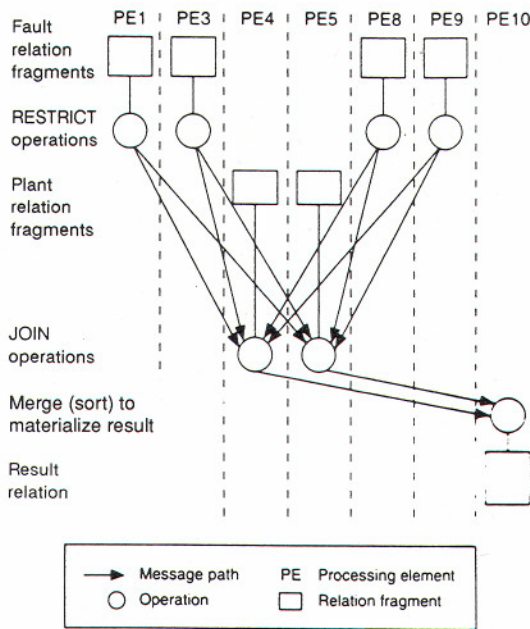 PE1 PE3 PE4 PE5 PE8 PE9 PE10
Fault
relation
fragments
RESTRICT
operations
Plant
relation
fragments
JOIN
operations
Merge (sort) to
materialize result
Result
relation
Message path
PE Processing element
Operation
Relation fragment